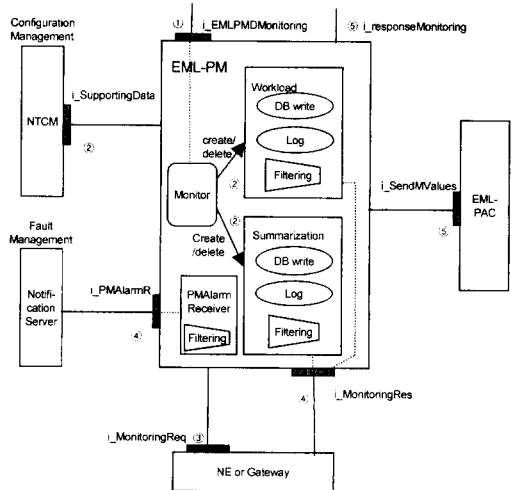 ① i_EMLPMDMonitoring
⑤ i_responseMonitoring
Configuration
Management
EML-PM
Workload
DB write
Log
Filtering
i_SupportingData
NTCM
②
create/
delete
②
Monitor
i_SendMValues
EML-
PAC
⑤
②
Create
/delete
Summarization
DB write
Log
Filtering
Fault
Management
i_PMAlarmR
Notifi-
cation
Server
④
PMAlarm
Receiver
Filtering
④
i_MonitoringRes
i_MonitoringReq ③
NE or Gateway